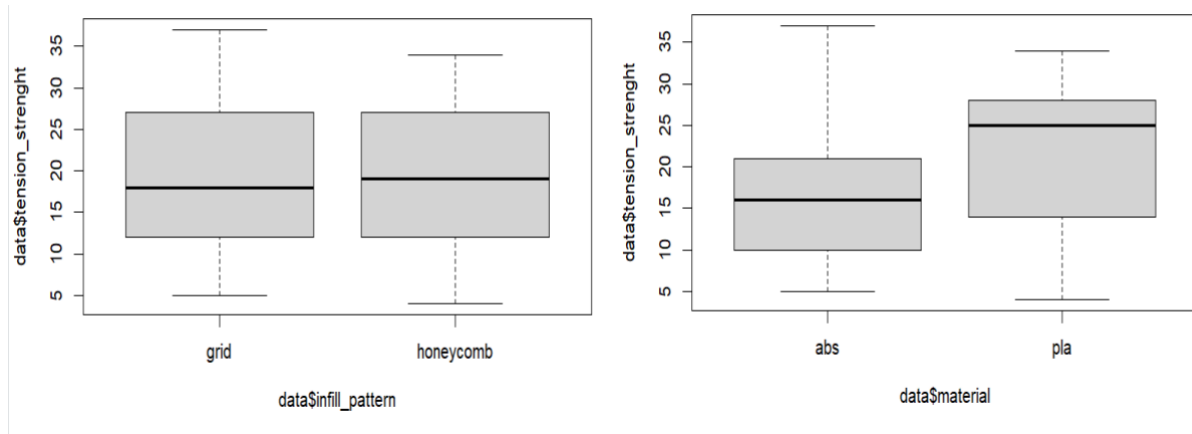 data$tension_strenght
35
30
25
20
15
10
5
grid honeycomb
data$infill_pattern
data$tension_strenght
35
30
25
20
15
10
5
abs pla
data$material